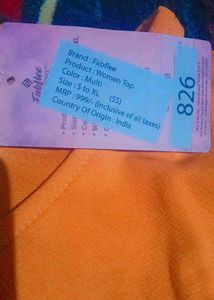 Fabflee
Brand : Fabflee
Product : Women Top
Color : Multi
Size : S to XL (SS)
MRP : 999/- (Inclusive of all taxes)
Country Of Origin : India
826